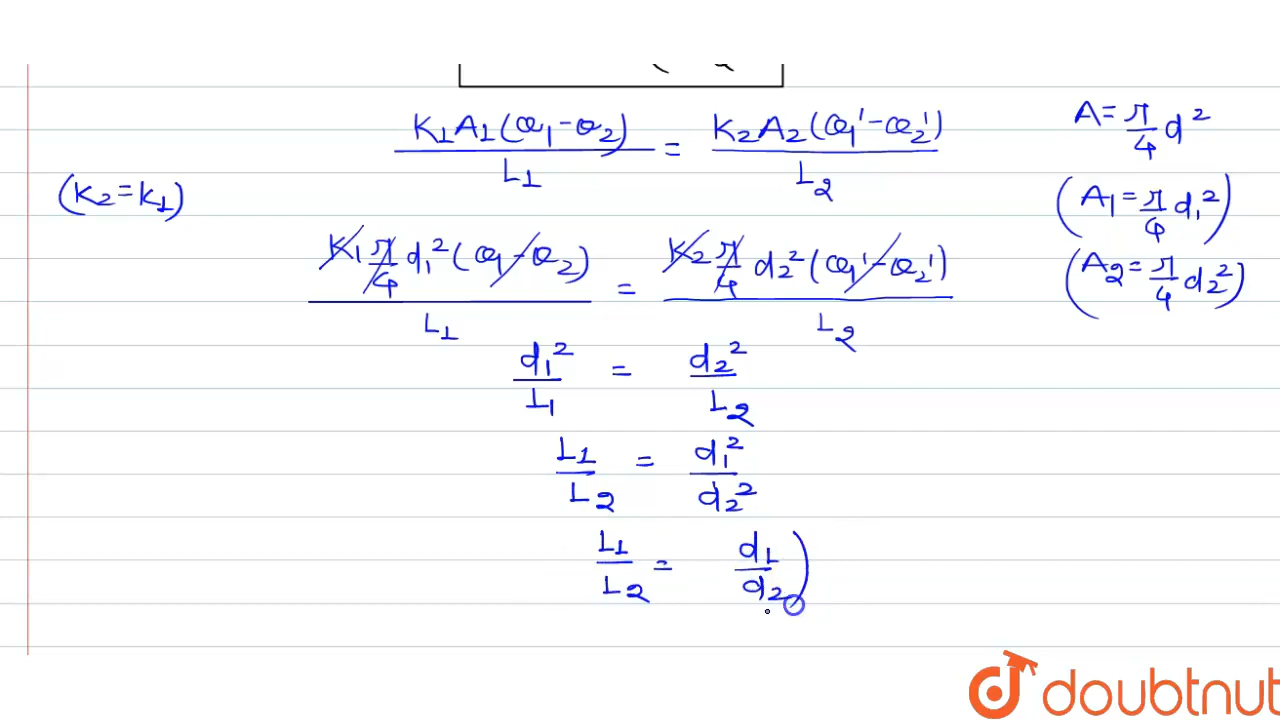 K1A1(θ1-θ2)/L1 = K2A2(θ1'-θ2')/L2
A=π/4 d²
(K2=K1)
(A1=π/4 d1²)
K1 π/4 d1²(θ1-θ2)/L1 = K2 π/4 d2²(θ1'-θ2')/L2
(A2=π/4 d2²)
d1²/L1 = d2²/L2
L1/L2 = d1²/d2²
L1/L2 = d1/d2)
doubtnut